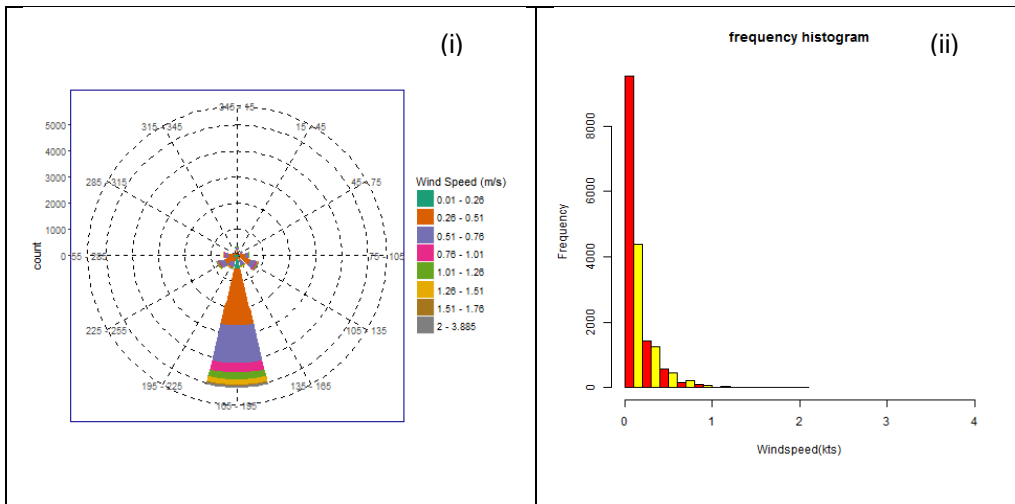 (i)
345 - 15
315 - 345
15 - 45
285 - 315
45 - 75
55 - 285
75 - 105
225 - 255
105 - 135
195 - 225
135 - 165
165 - 195
5000
4000
3000
2000
1000
0
count
Wind Speed (m/s)
0.01 - 0.26
0.26 - 0.51
0.51 - 0.76
0.76 - 1.01
1.01 - 1.26
1.26 - 1.51
1.51 - 1.76
2 - 3.885
(ii)
frequency histogram
Frequency
8000
6000
4000
2000
0
0 1 2 3 4
Windspeed(kts)